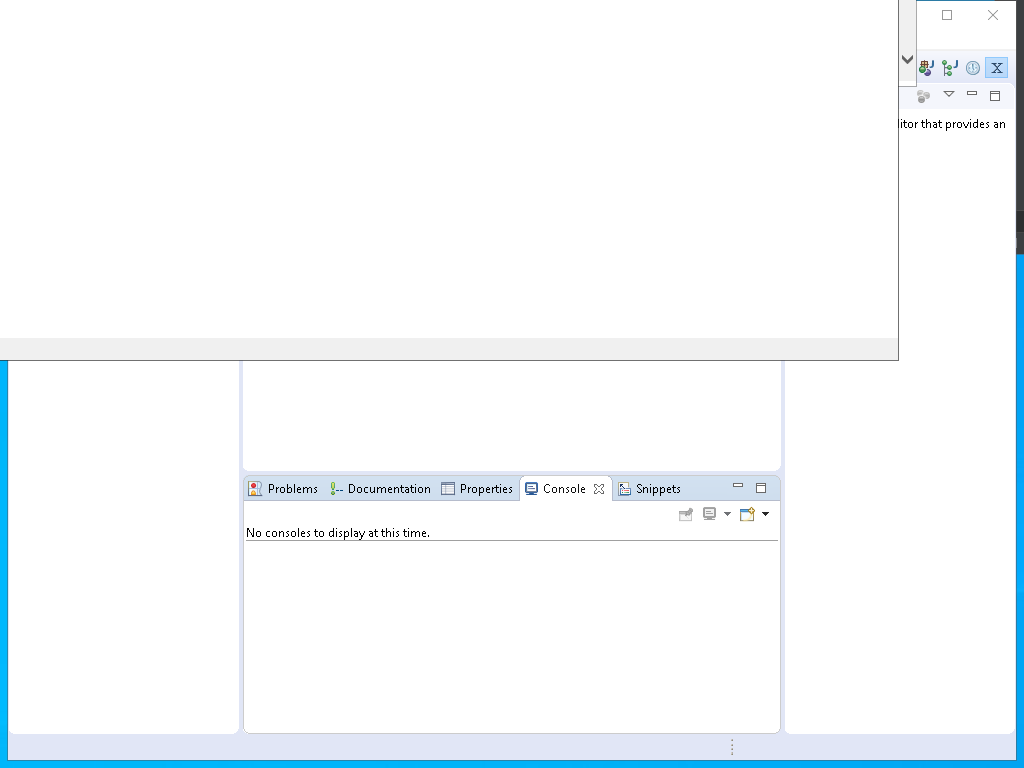 X
itor that provides an
Problems Documentation Properties Console Snippets
No consoles to display at this time.